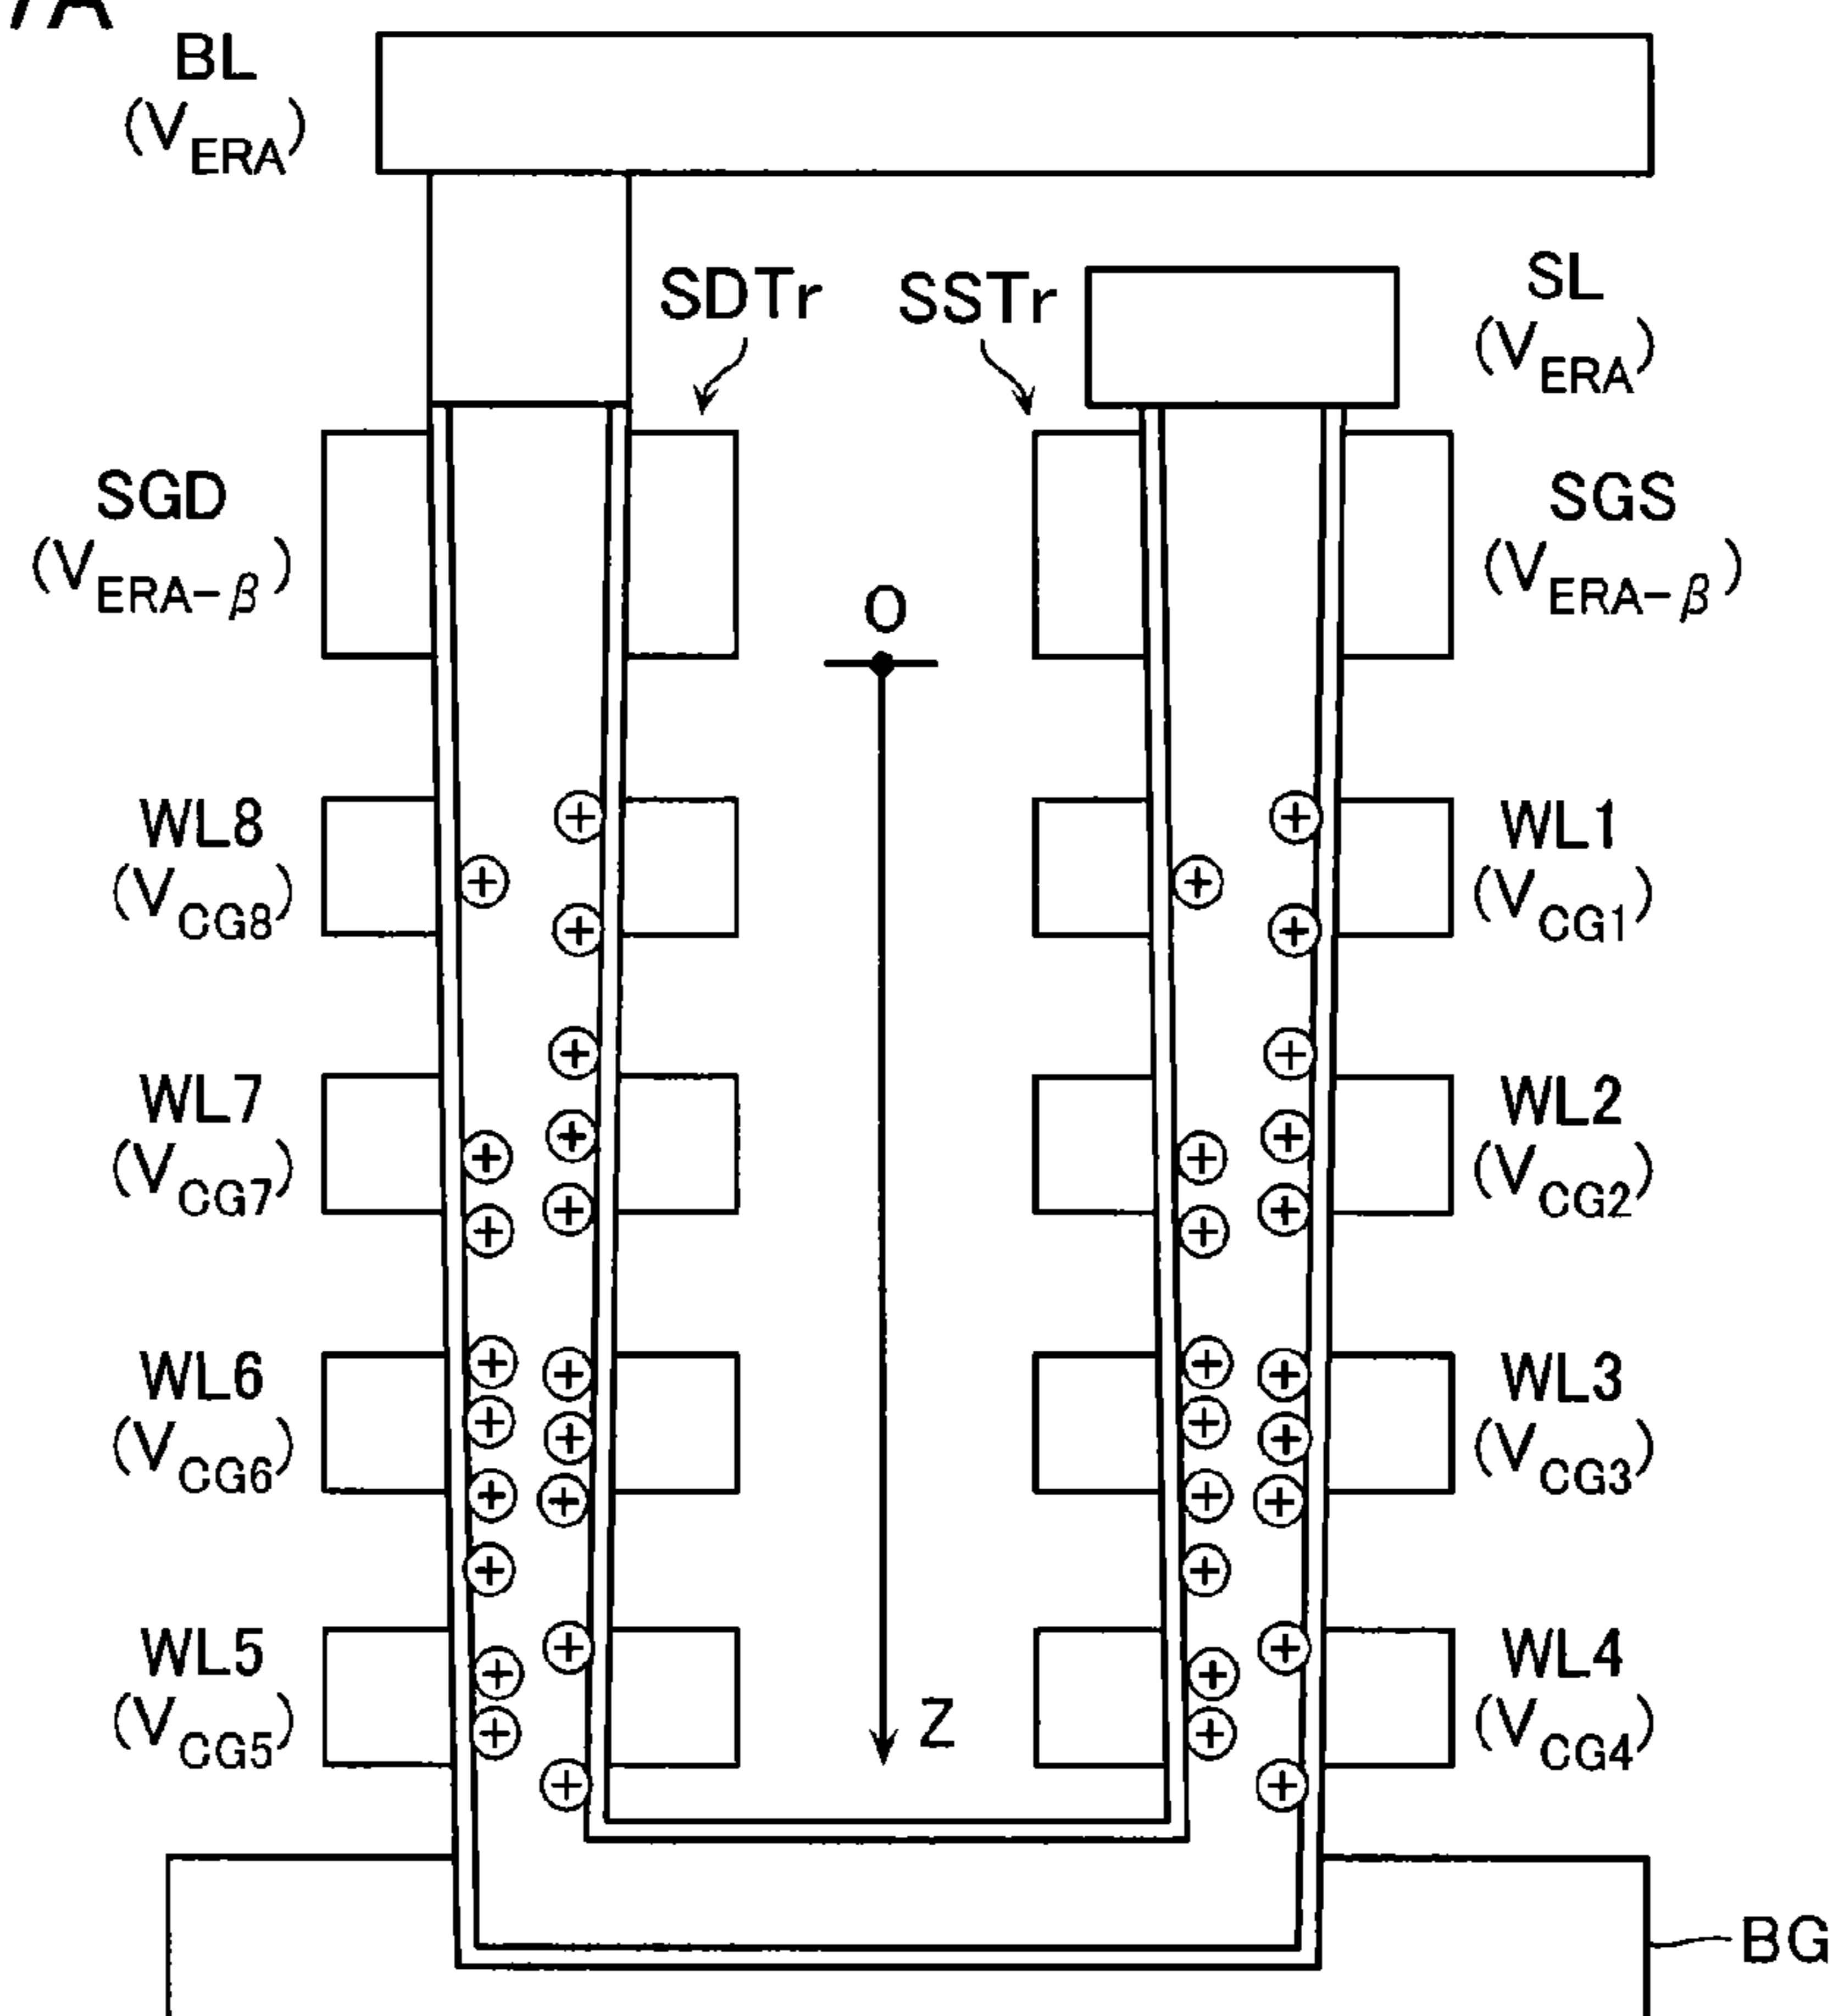 BL
(VERA)
SDTr
SSTr
SL
(VERA)
SGD
(VERA-β)
SGS
(VERA-β)
O
WL8
(VCG8)
WL1
(VCG1)
WL7
(VCG7)
WL2
(VCG2)
WL6
(VCG6)
WL3
(VCG3)
WL5
(VCG5)
Z
WL4
(VCG4)
BG